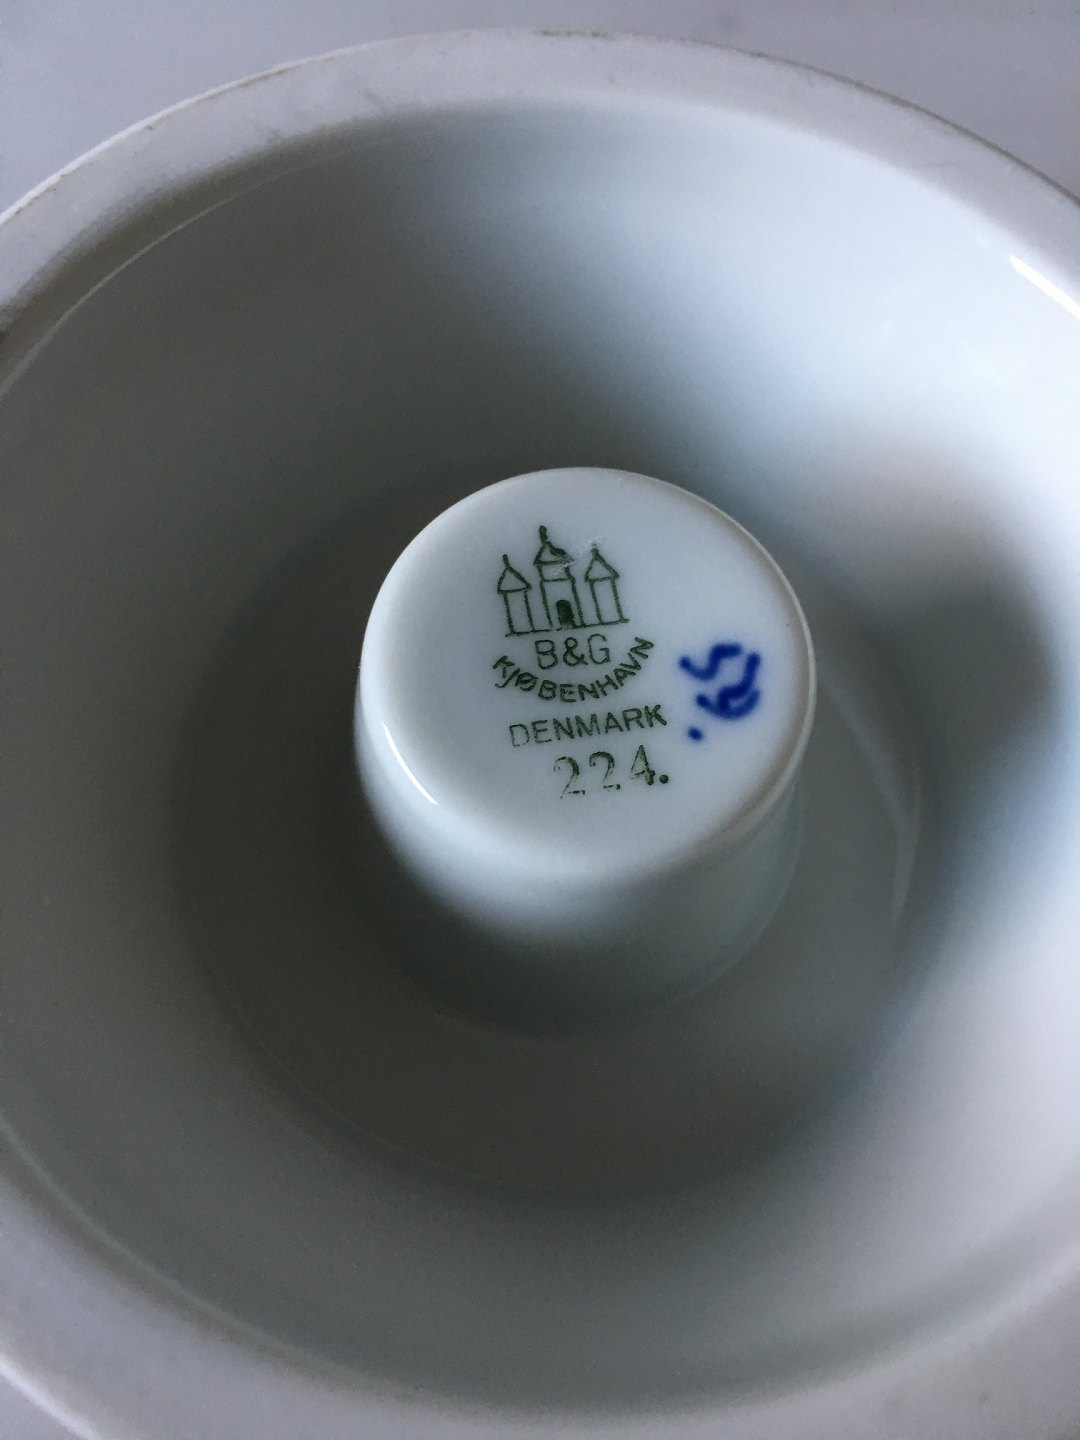 B&G
KJØBENHAVN
DENMARK
224.